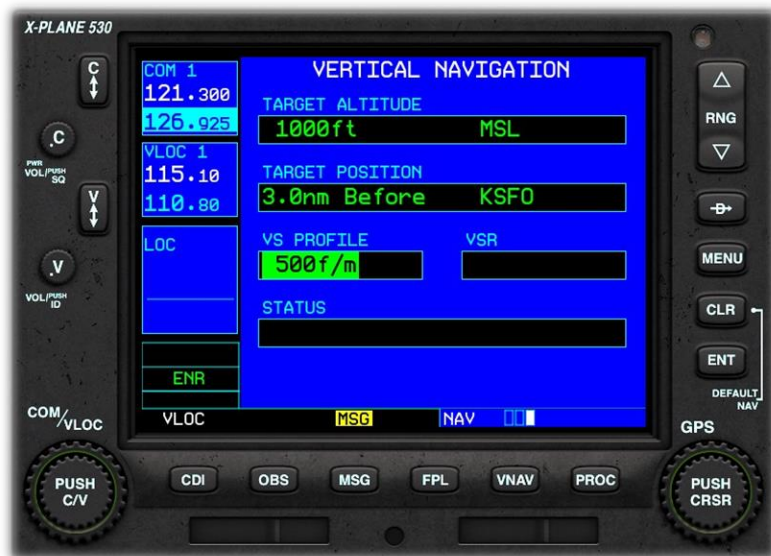 X-PLANE 530
C
.C
PWR
VOL/PUSH
SQ
V
.V
VOL/PUSH
ID
COM/VLOC
PUSH
C/V
COM 1
121.300
126.925
VLOC 1
115.10
110.80
LOC
ENR
VERTICAL NAVIGATION
TARGET ALTITUDE
1000ft MSL
TARGET POSITION
3.0nm Before KSFO
VS PROFILE VSR
500f/m
STATUS
VLOC MSG NAV
CDI OBS MSG FPL VNAV PROC
RNG
D
MENU
CLR
ENT
DEFAULT
NAV
GPS
PUSH
CRSR